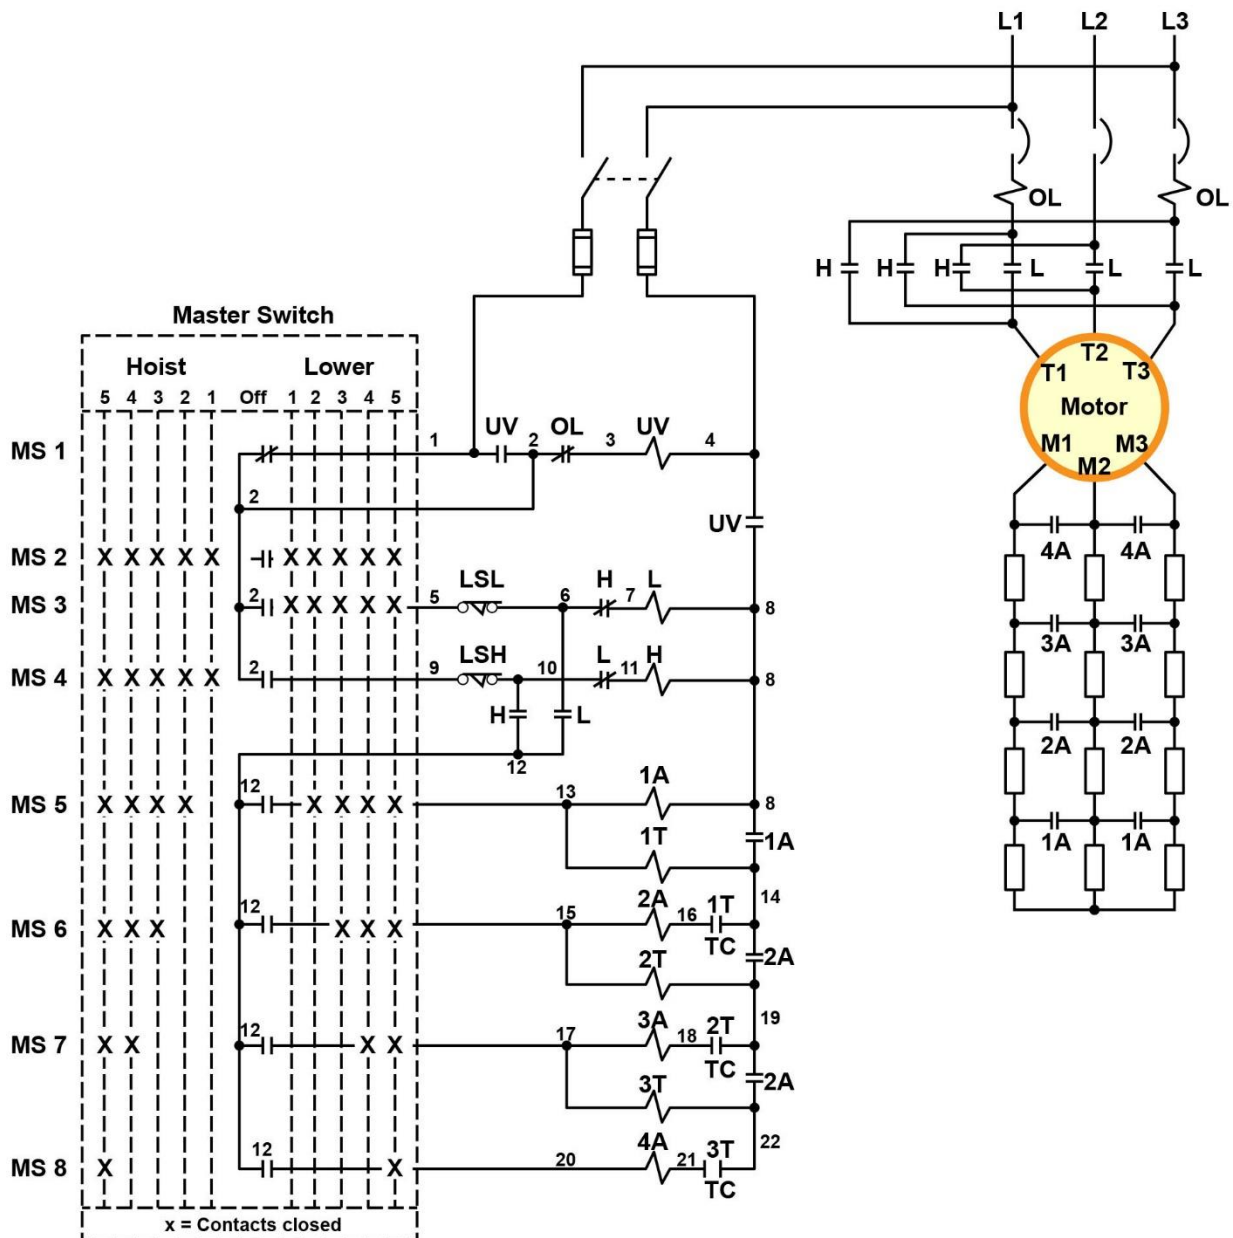 L1 L2 L3
OL OL
H H H L L L
Master Switch
Hoist Lower
5 4 3 2 1 Off 1 2 3 4 5
T1 T2 T3
Motor
M1 M2 M3
MS 1 1 UV 2 OL 3 UV 4
2
UV
4A 4A
MS 2 X X X X X X X X X X
MS 3 2 X X X X X 5 LSL 6 H 7 L 8
3A 3A
MS 4 X X X X X 2 9 LSH 10 L 11 H 8
H L
2A 2A
12
MS 5 X X X X 12 X X X X 13 1A 8
1A 1A
1T 1A
14
MS 6 X X X 12 X X X 15 2A 16 1T
TC
2T 2A
19
MS 7 X X 12 X X 17 3A 18 2T
TC
3T 2A
22
MS 8 X 12 X 20 4A 21 3T
TC
x = Contacts closed